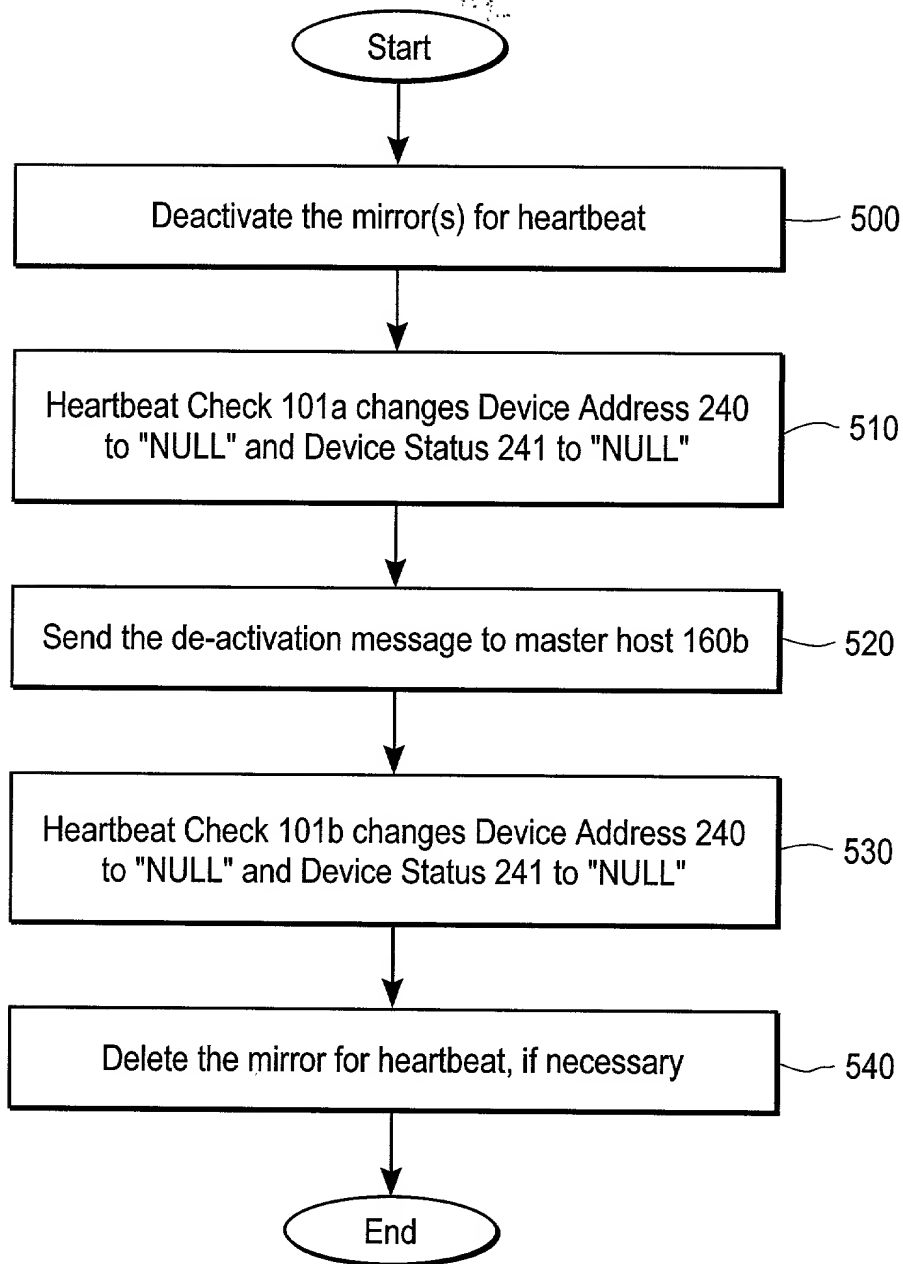 Start
Deactivate the mirror(s) for heartbeat
500
Heartbeat Check 101a changes Device Address 240
to "NULL" and Device Status 241 to "NULL"
510
Send the de-activation message to master host 160b
520
Heartbeat Check 101b changes Device Address 240
to "NULL" and Device Status 241 to "NULL"
530
Delete the mirror for heartbeat, if necessary
540
End